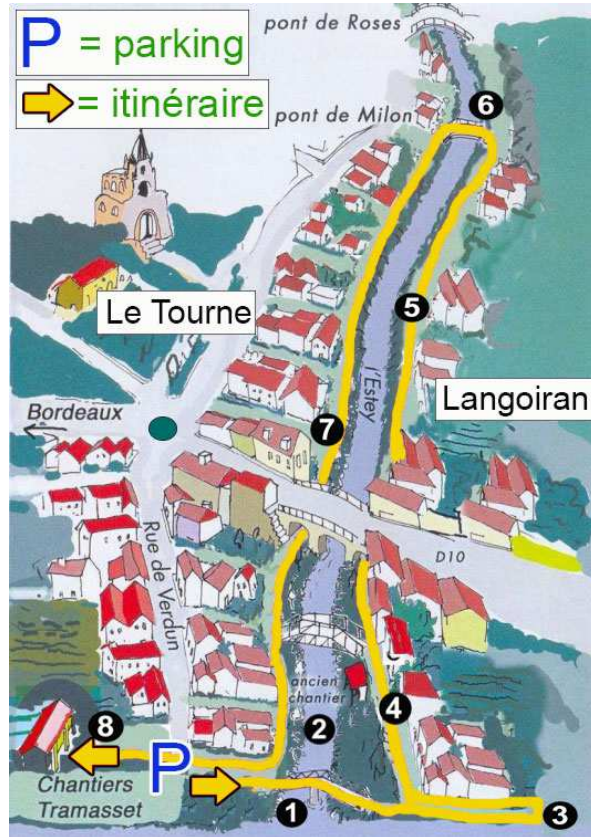 pont de Roses
P = parking
= itinéraire
pont de Milon
6
Le Tourne
5
l'Estey
Langoiran
Bordeaux
7
D10
Rue de Verdun
ancien
chantier
4
2
8
P
Chantiers
Tramasset
1
3